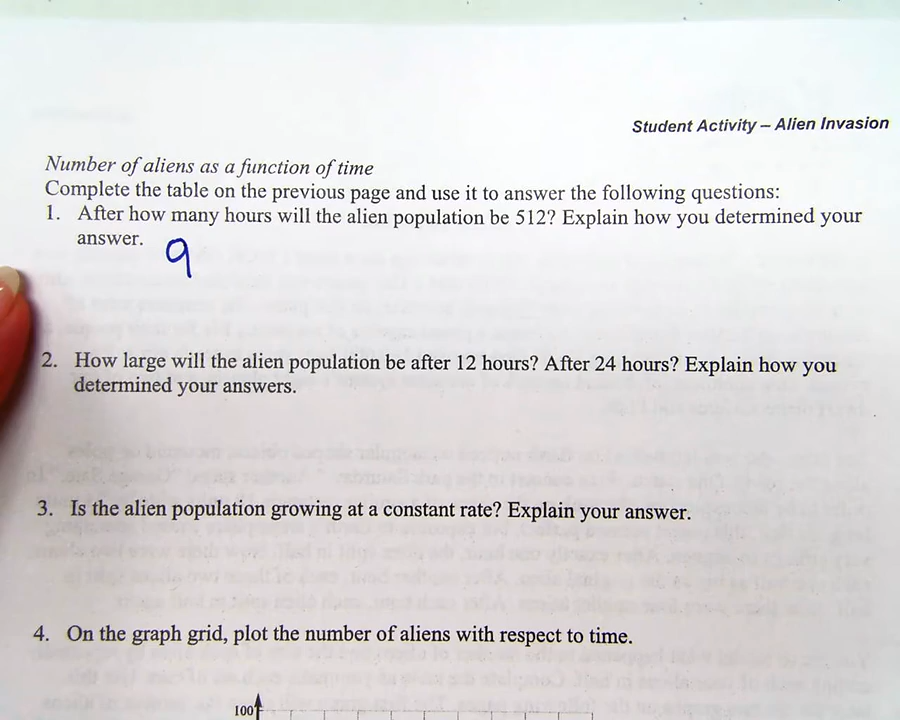 Student Activity – Alien Invasion
Number of aliens as a function of time
Complete the table on the previous page and use it to answer the following questions:
1. After how many hours will the alien population be 512? Explain how you determined your
answer.
9
2. How large will the alien population be after 12 hours? After 24 hours? Explain how you
determined your answers.
3. Is the alien population growing at a constant rate? Explain your answer.
4. On the graph grid, plot the number of aliens with respect to time.
100